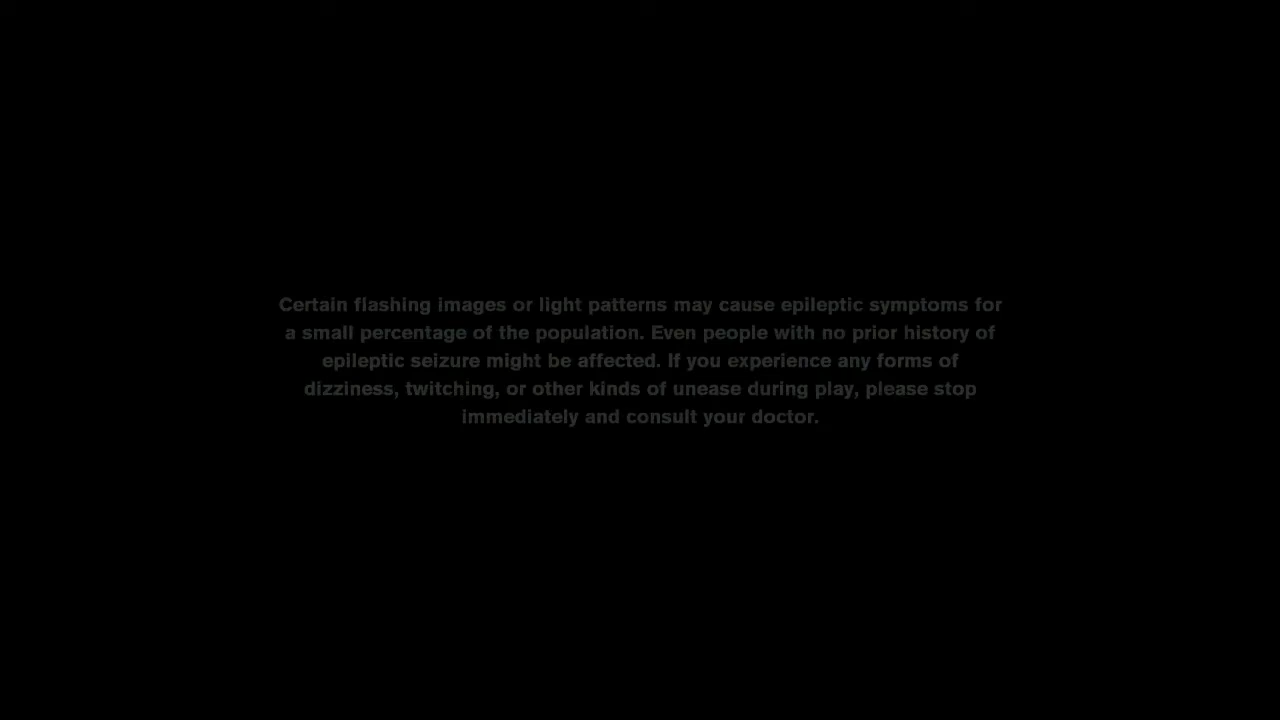 Certain flashing images or light patterns may cause epileptic symptoms for
a small percentage of the population. Even people with no prior history of
epileptic seizure might be affected. If you experience any forms of
dizziness, twitching, or other kinds of unease during play, please stop
immediately and consult your doctor.